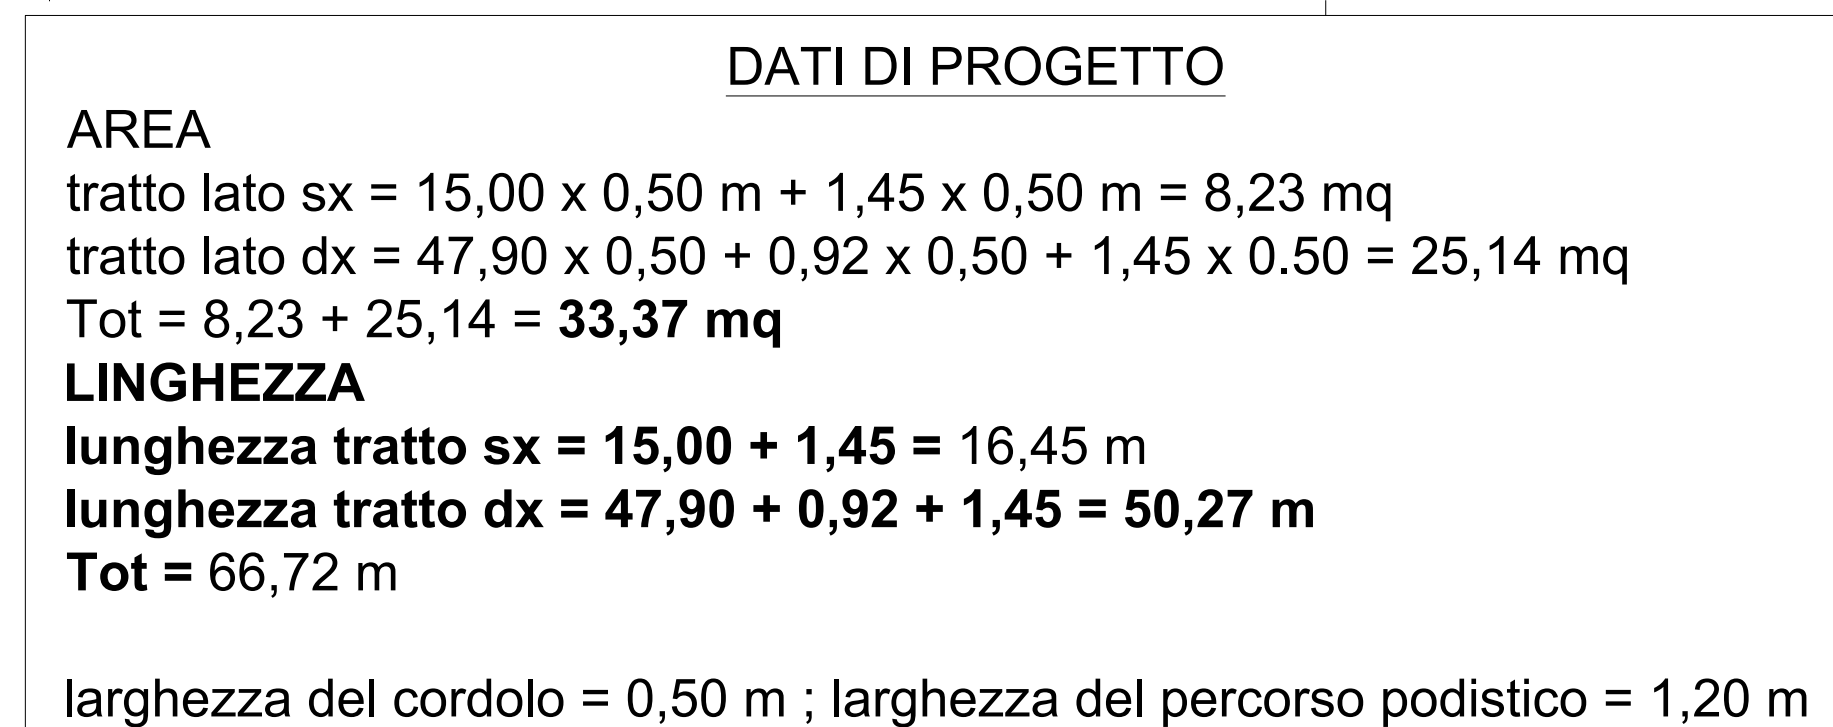 DATI DI PROGETTO
AREA
tratto lato sx = 15,00 x 0,50 m + 1,45 x 0,50 m = 8,23 mq
tratto lato dx = 47,90 x 0,50 + 0,92 x 0,50 + 1,45 x 0.50 = 25,14 mq
Tot = 8,23 + 25,14 = 33,37 mq
LINGHEZZA
lunghezza tratto sx = 15,00 + 1,45 = 16,45 m
lunghezza tratto dx = 47,90 + 0,92 + 1,45 = 50,27 m
Tot = 66,72 m
larghezza del cordolo = 0,50 m ; larghezza del percorso podistico = 1,20 m